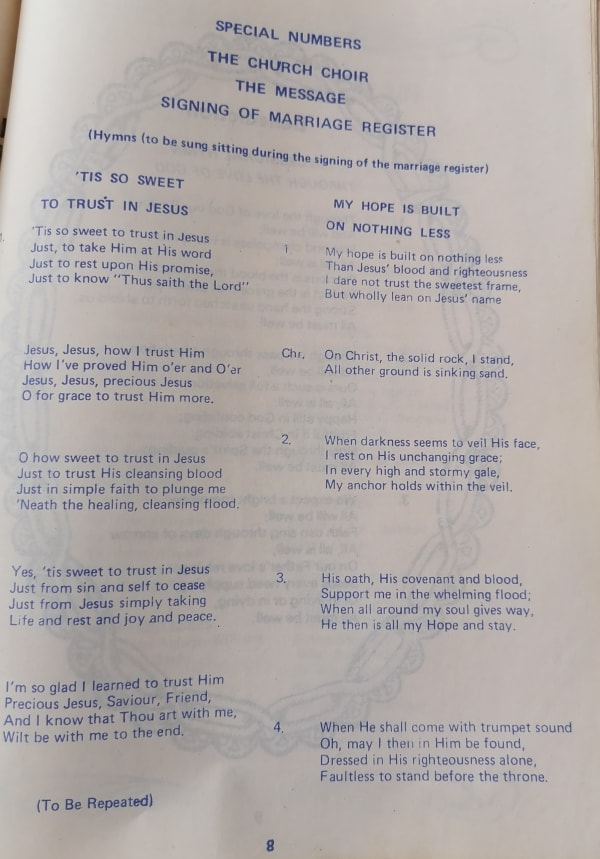 SPECIAL NUMBERS
THE CHURCH CHOIR
THE MESSAGE
SIGNING OF MARRIAGE REGISTER
(Hymns (to be sung sitting during the signing of the marriage register)
'TIS SO SWEET
TO TRUST IN JESUS
1.
'Tis so sweet to trust in Jesus
Just, to take Him at His word
Just to rest upon His promise,
Just to know "Thus saith the Lord"
Jesus, Jesus, how I trust Him
How I've proved Him o'er and O'er
Jesus, Jesus, precious Jesus
O for grace to trust Him more.
O how sweet to trust in Jesus
Just to trust His cleansing blood
Just in simple faith to plunge me
'Neath the healing, cleansing flood.
Yes, 'tis sweet to trust in Jesus
Just from sin and self to cease
Just from Jesus simply taking
Life and rest and joy and peace.
I'm so glad I learned to trust Him
Precious Jesus, Saviour, Friend,
And I know that Thou art with me,
Wilt be with me to the end.
(To Be Repeated)
MY HOPE IS BUILT
ON NOTHING LESS
1. My hope is built on nothing less
Than Jesus' blood and righteousness
I dare not trust the sweetest frame,
But wholly lean on Jesus' name
Chr. On Christ, the solid rock, I stand,
All other ground is sinking sand.
2. When darkness seems to veil His face,
I rest on His unchanging grace;
In every high and stormy gale,
My anchor holds within the veil.
3. His oath, His covenant and blood,
Support me in the whelming flood;
When all around my soul gives way,
He then is all my Hope and stay.
4. When He shall come with trumpet sound
Oh, may I then in Him be found,
Dressed in His righteousness alone,
Faultless to stand before the throne.
8